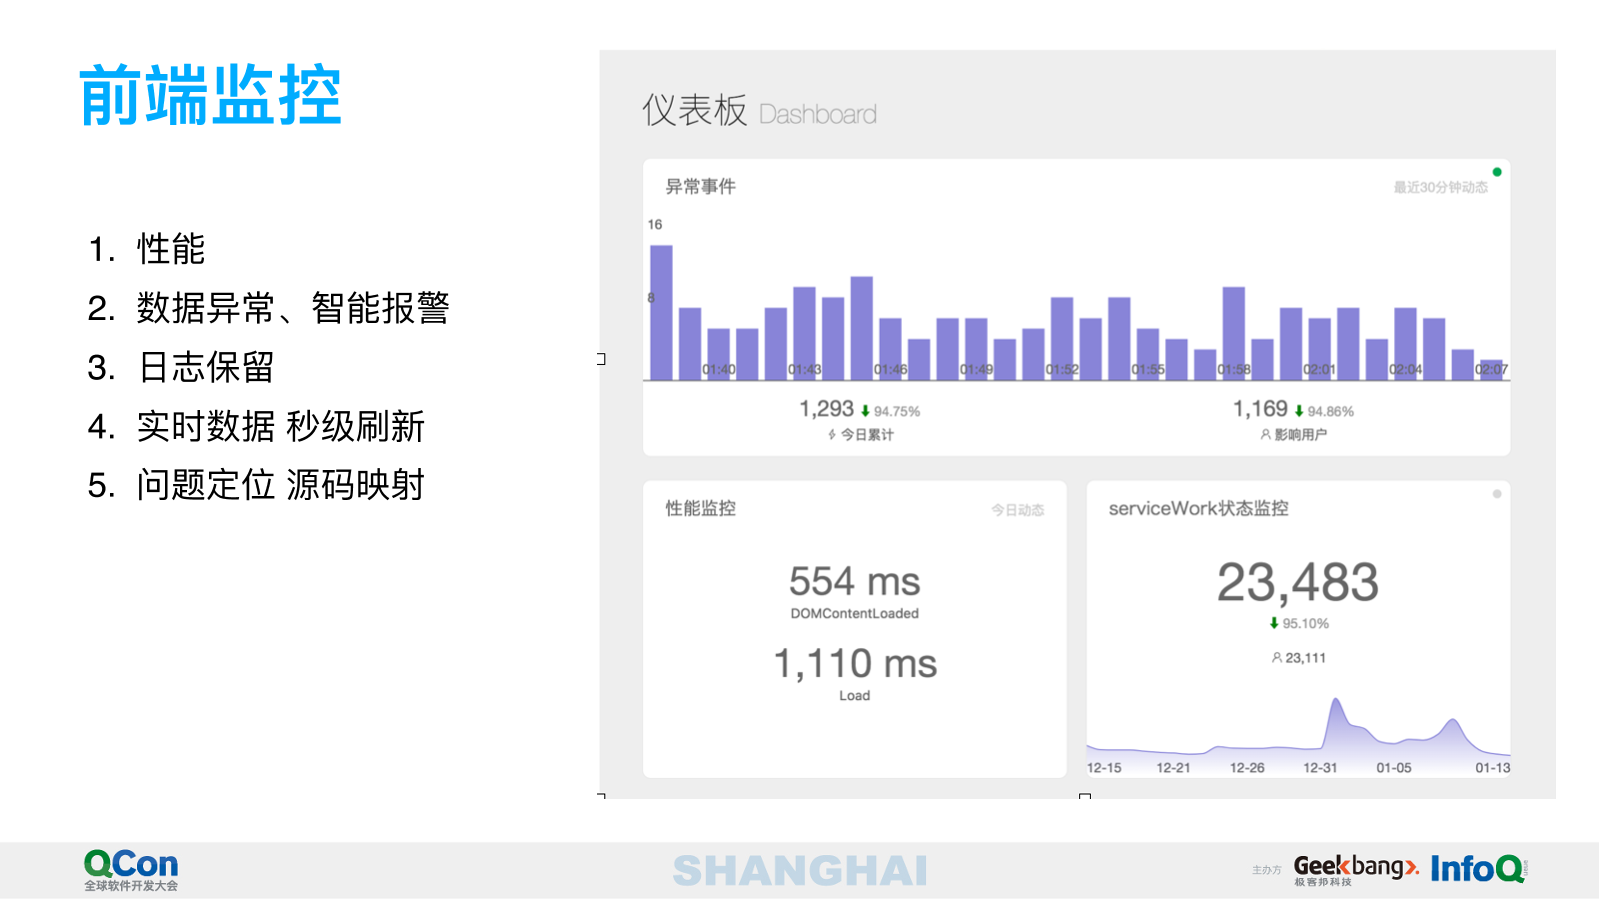 前端监控
1. 性能
2. 数据异常、智能报警
3. 日志保留
4. 实时数据 秒级刷新
5. 问题定位 源码映射
仪表板 Dashboard
异常事件
最近30分钟动态
16
8
01:40 01:43 01:46 01:49 01:52 01:55 01:58 02:01 02:04 02:07
1,293 94.75%
今日累计
1,169 94.86%
影响用户
性能监控
今日动态
554 ms
DOMContentLoaded
1,110 ms
Load
serviceWork状态监控
23,483
95.10%
23,111
12-15 12-21 12-26 12-31 01-05 01-13
QCon
全球软件开发大会
SHANGHAI
主办方
Geekbang>.
极客邦科技
InfoQ